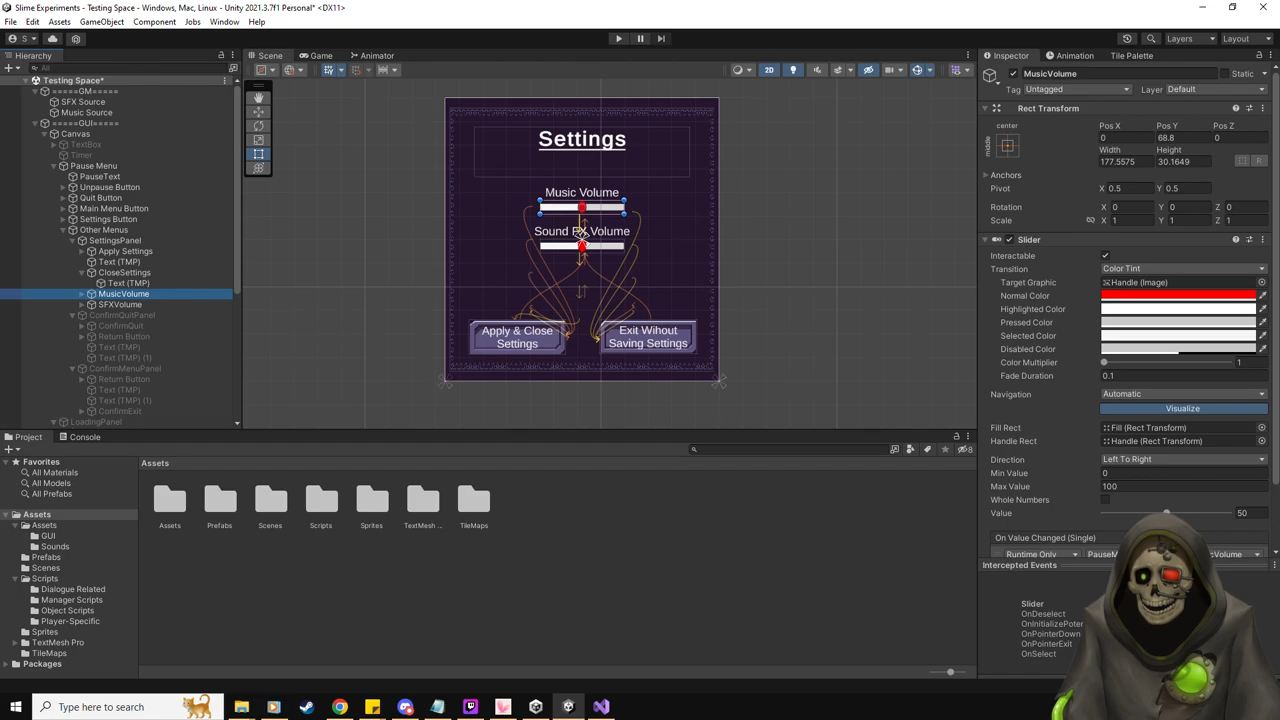 Slime Experiments - Testing Space - Windows, Mac, Linux - Unity 2021.3.7f1 Personal* <DX11>
File Edit Assets GameObject Component Jobs Window Help
S
Layers Layout
Hierarchy
Scene Game Animator
Inspector Animation Tile Palette
All
2D
Testing Space*
=====GM=====
SFX Source
Music Source
=====GUI=====
Canvas
TextBox
Timer
Pause Menu
PauseText
Unpause Button
Quit Button
Main Menu Button
Settings Button
Other Menus
SettingsPanel
Apply Settings
Text (TMP)
CloseSettings
Text (TMP)
MusicVolume
SFXVolume
ConfirmQuitPanel
ConfirmQuit
Return Button
Text (TMP)
Text (TMP) (1)
ConfirmMenuPanel
Return Button
Text (TMP)
Text (TMP) (1)
ConfirmExit
LoadingPanel
Settings
Music Volume
Sound FX Volume
Apply & Close
Settings
Exit Wihout
Saving Settings
MusicVolume
Static
Tag Untagged Layer Default
Rect Transform
center
middle
Pos X Pos Y Pos Z
0 68.8 0
Width Height
177.5575 30.1649
R
Anchors
Pivot X 0.5 Y 0.5
Rotation X 0 Y 0 Z 0
Scale X 1 Y 1 Z 1
Slider
Interactable
Transition Color Tint
Target Graphic Handle (Image)
Normal Color
Highlighted Color
Pressed Color
Selected Color
Disabled Color
Color Multiplier 1
Fade Duration 0.1
Navigation Automatic
Visualize
Fill Rect Fill (Rect Transform)
Handle Rect Handle (Rect Transform)
Direction Left To Right
Min Value 0
Max Value 100
Whole Numbers
Value 50
On Value Changed (Single)
Runtime Only
Intercepted Events
Slider
OnDeselect
OnPointerDown
OnPointerExit
OnSelect
Project Console
8
Favorites
All Materials
All Models
All Prefabs
Assets
Assets
GUI
Sounds
Prefabs
Scenes
Scripts
Dialogue Related
Manager Scripts
Object Scripts
Player-Specific
Sprites
TextMesh Pro
TileMaps
Packages
Assets
Assets Prefabs Scenes Scripts Sprites TextMesh ... TileMaps
Type here to search